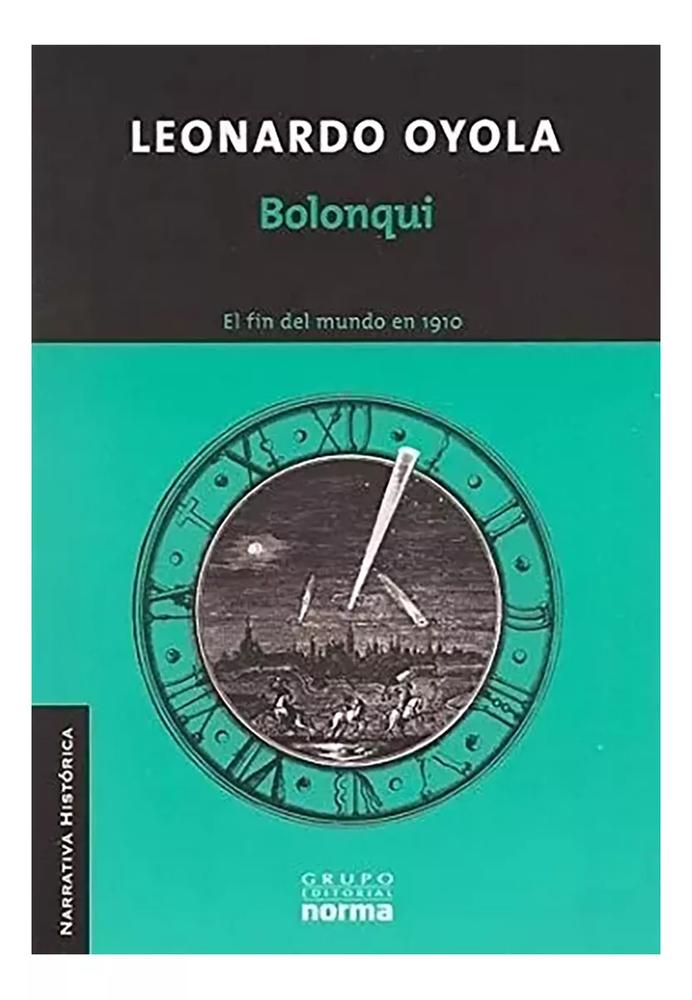 LEONARDO OYOLA
Bolonqui
El fin del mundo en 1910
NARRATIVA HISTÓRICA
GRUPO
EDITORIAL
norma